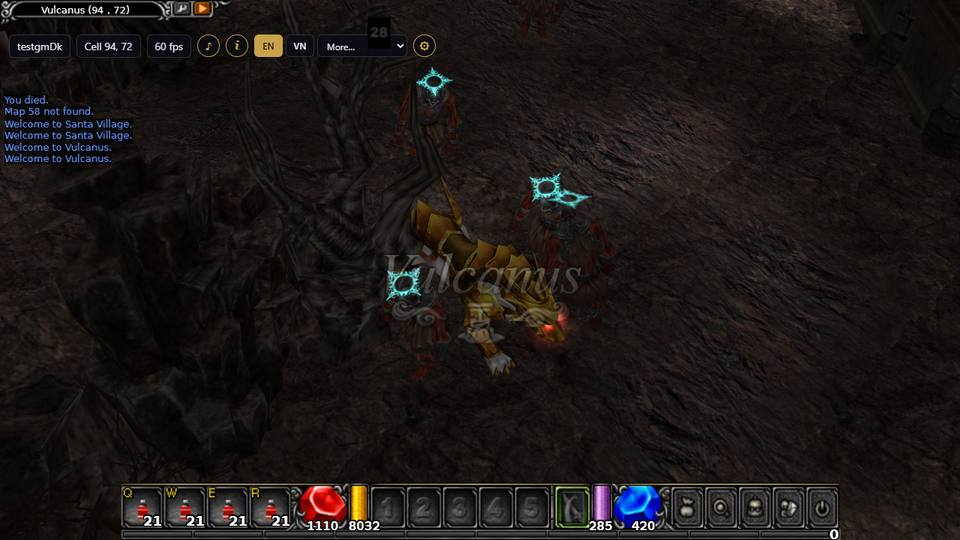 Vulcanus (94 , 72)
28
testgmDk
Cell 94, 72
60 fps
EN
VN
More...
You died.
Map 58 not found.
Welcome to Santa Village.
Welcome to Santa Village.
Welcome to Vulcanus.
Welcome to Vulcanus.
Vulcanus
Q W E R
21 21 21 21
1110 8032
1 2 3 4 5
285 420
0